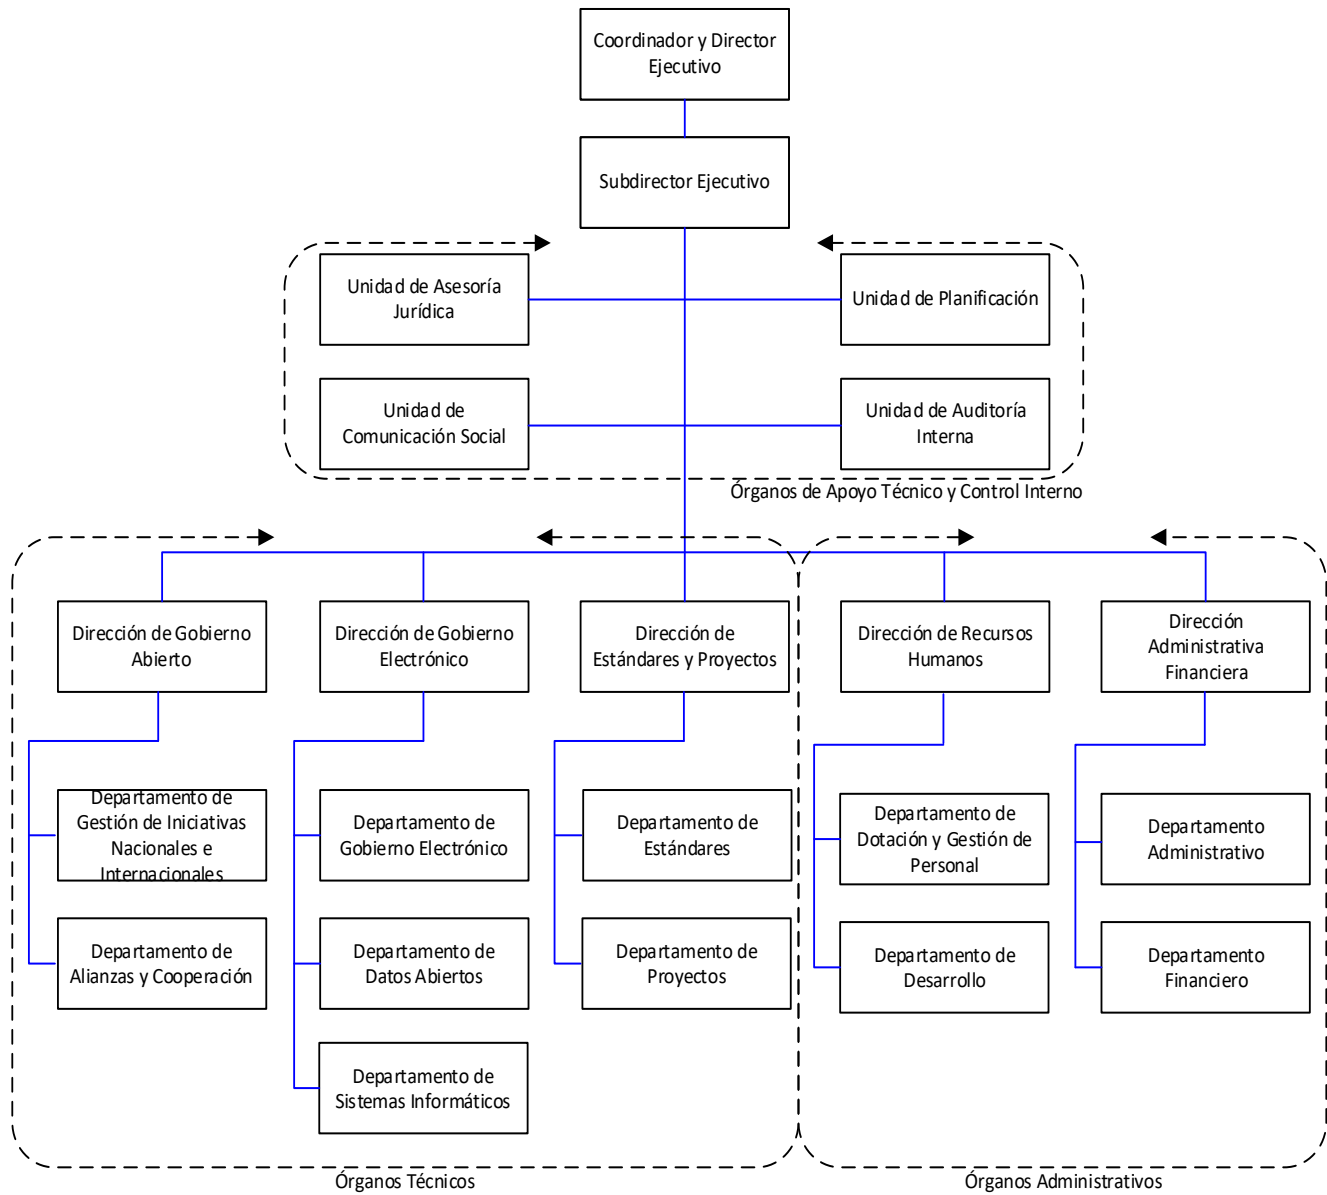 Coordinador y Director
Ejecutivo
Subdirector Ejecutivo
Unidad de Asesoría
Jurídica
Unidad de Planificación
Unidad de
Comunicación Social
Unidad de Auditoría
Interna
Órganos de Apoyo Técnico y Control Interno
Dirección de Gobierno
Abierto
Dirección de Gobierno
Electrónico
Dirección de
Estándares y Proyectos
Dirección de Recursos
Humanos
Dirección
Administrativa
Financiera
Departamento de
Gestión de Iniciativas
Nacionales e
Internacionales
Departamento de
Gobierno Electrónico
Departamento de
Estándares
Departamento de
Dotación y Gestión de
Personal
Departamento
Administrativo
Departamento de
Alianzas y Cooperación
Departamento de
Datos Abiertos
Departamento de
Proyectos
Departamento de
Desarrollo
Departamento
Financiero
Departamento de
Sistemas Informáticos
Órganos Técnicos
Órganos Administrativos